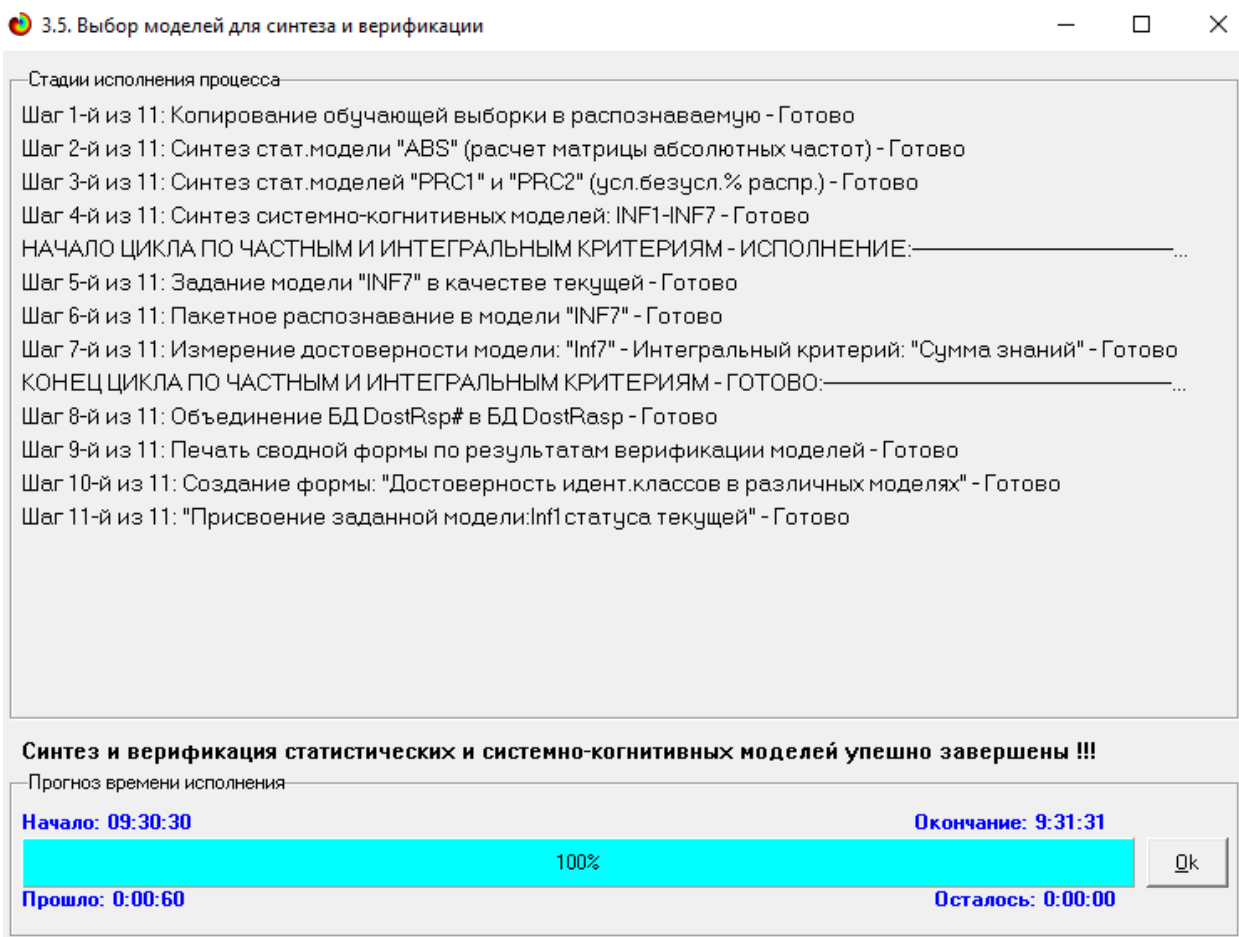 3.5. Выбор моделей для синтеза и верификации
Стадии исполнения процесса
Шаг 1-й из 11: Копирование обучающей выборки в распознаваемую - Готово
Шаг 2-й из 11: Синтез стат.модели "ABS" (расчет матрицы абсолютных частот) - Готово
Шаг 3-й из 11: Синтез стат.моделей "PRC1" и "PRC2" (усл.безусл.% распр.) - Готово
Шаг 4-й из 11: Синтез системно-когнитивных моделей: INF1-INF7 - Готово
НАЧАЛО ЦИКЛА ПО ЧАСТНЫМ И ИНТЕГРАЛЬНЫМ КРИТЕРИЯМ - ИСПОЛНЕНИЕ:————————————...
Шаг 5-й из 11: Задание модели "INF7" в качестве текущей - Готово
Шаг 6-й из 11: Пакетное распознавание в модели "INF7" - Готово
Шаг 7-й из 11: Измерение достоверности модели: "Inf7" - Интегральный критерий: "Сумма знаний" - Готово
КОНЕЦ ЦИКЛА ПО ЧАСТНЫМ И ИНТЕГРАЛЬНЫМ КРИТЕРИЯМ - ГОТОВО:————————————————...
Шаг 8-й из 11: Объединение БД DostRsp# в БД DostRasp - Готово
Шаг 9-й из 11: Печать сводной формы по результатам верификации моделей - Готово
Шаг 10-й из 11: Создание формы: "Достоверность идент.классов в различных моделях" - Готово
Шаг 11-й из 11: "Присвоение заданной модели:Inf1статуса текущей" - Готово
Синтез и верификация статистических и системно-когнитивных моделей упешно завершены !!!
Прогноз времени исполнения
Начало: 09:30:30 Окончание: 9:31:31
100% Ok
Прошло: 0:00:60 Осталось: 0:00:00